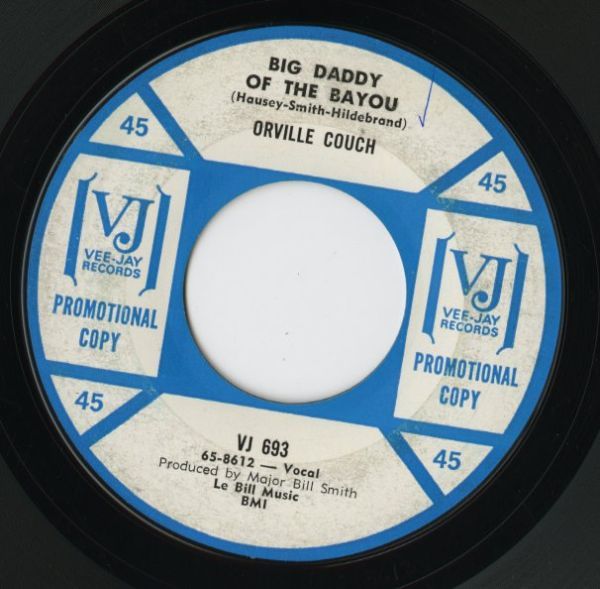 BIG DADDY
OF THE BAYOU
(Hausey-Smith-Hildebrand)
ORVILLE COUCH
45
45
VJ
VEE-JAY
RECORDS
PROMOTIONAL
COPY
VJ
VEE-JAY
RECORDS
PROMOTIONAL
COPY
45
45
VJ 693
65-8612 — Vocal
Produced by Major Bill Smith
Le Bill Music
BMI